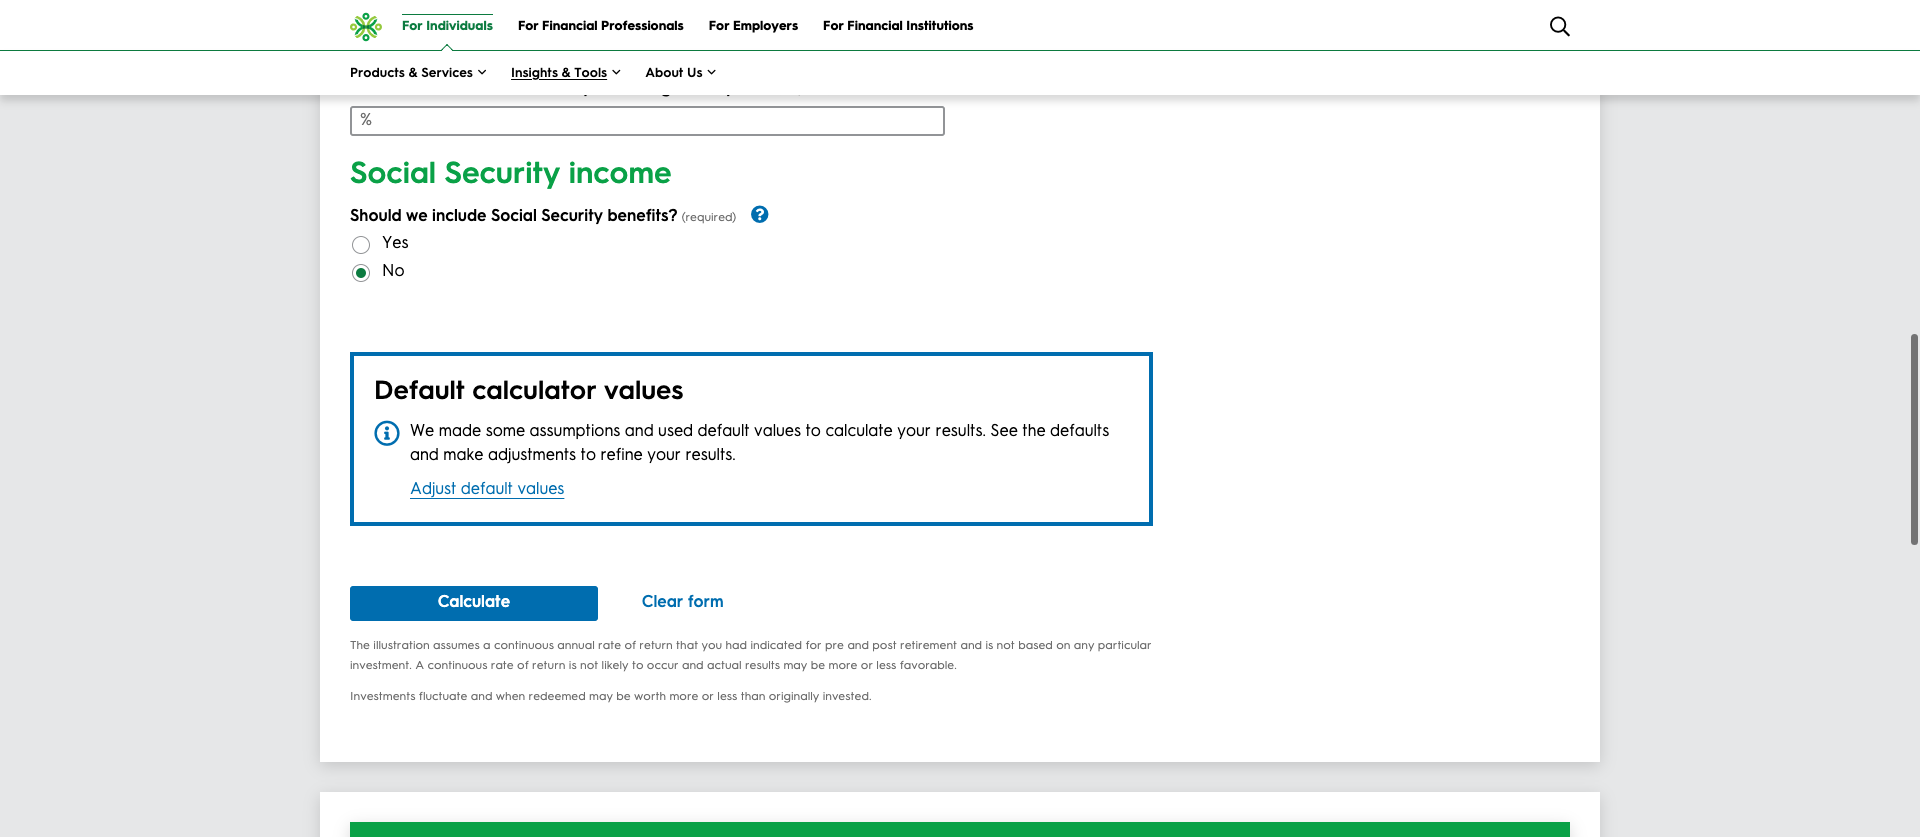 For Individuals For Financial Professionals For Employers For Financial Institutions
Products & Services Insights & Tools About Us
%
Social Security income
Should we include Social Security benefits? (required) ?
Yes
No
Default calculator values
We made some assumptions and used default values to calculate your results. See the defaults
and make adjustments to refine your results.
Adjust default values
Calculate Clear form
The illustration assumes a continuous annual rate of return that you had indicated for pre and post retirement and is not based on any particular
investment. A continuous rate of return is not likely to occur and actual results may be more or less favorable.
Investments fluctuate and when redeemed may be worth more or less than originally invested.